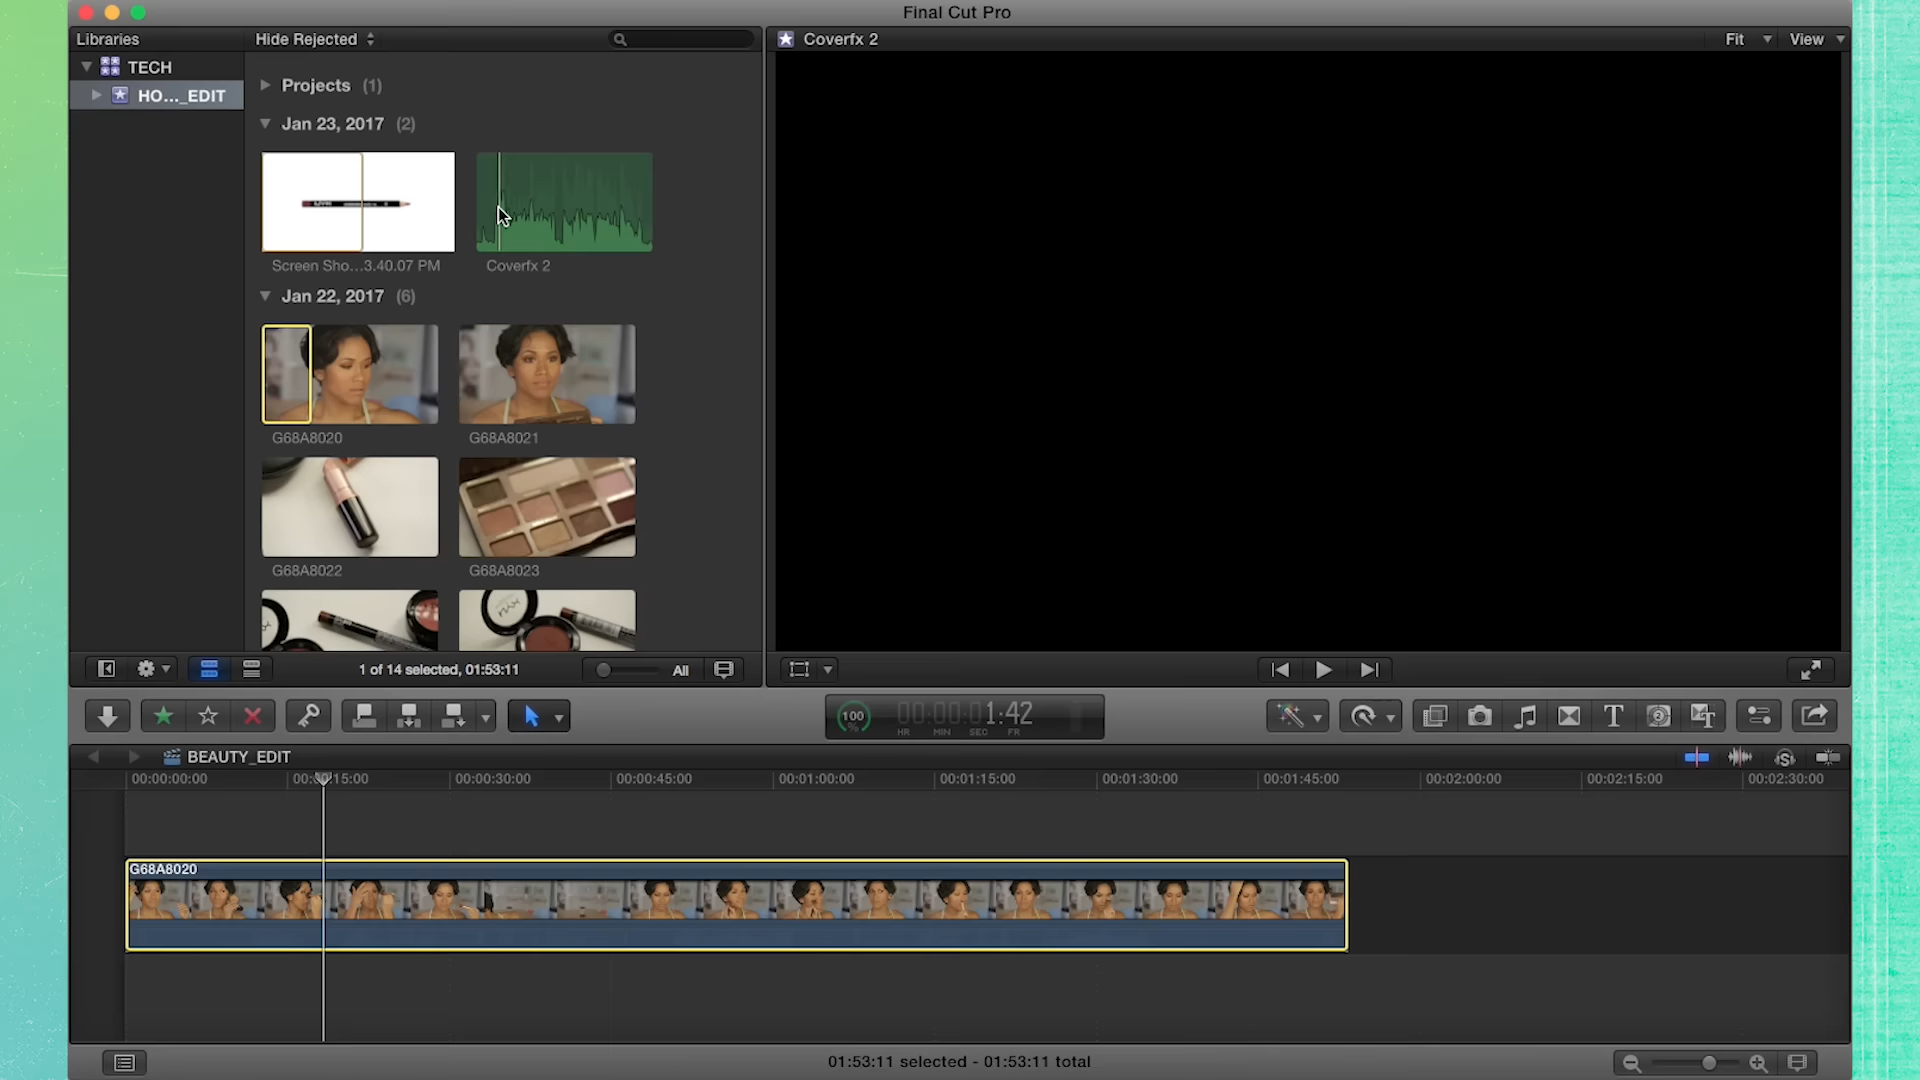 Final Cut Pro
Libraries
Hide Rejected
Coverfx 2
Fit
View
TECH
HO..._EDIT
Projects (1)
Jan 23, 2017 (2)
Screen Sho...3.40.07 PM
Coverfx 2
Jan 22, 2017 (6)
G68A8020
G68A8021
G68A8022
G68A8023
1 of 14 selected, 01:53:11
All
100
%
00:00:01:42
HR MIN SEC FR
BEAUTY_EDIT
00:00:00:00
00:00:15:00
00:00:30:00
00:00:45:00
00:01:00:00
00:01:15:00
00:01:30:00
00:01:45:00
00:02:00:00
00:02:15:00
00:02:30:00
G68A8020
01:53:11 selected - 01:53:11 total